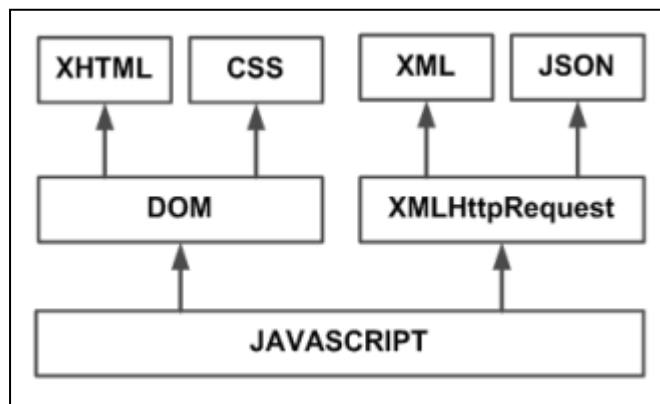 XHTML
CSS
XML
JSON
DOM
XMLHttpRequest
JAVASCRIPT